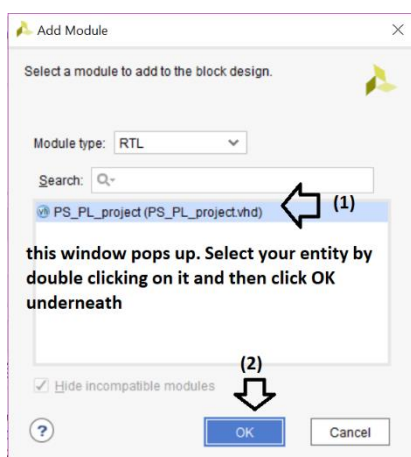 Add Module
Select a module to add to the block design.
Module type: RTL
Search:
PS_PL_project (PS_PL_project.vhd)
(1)
this window pops up. Select your entity by
double clicking on it and then click OK
underneath
(2)
Hide incompatible modules
? OK Cancel